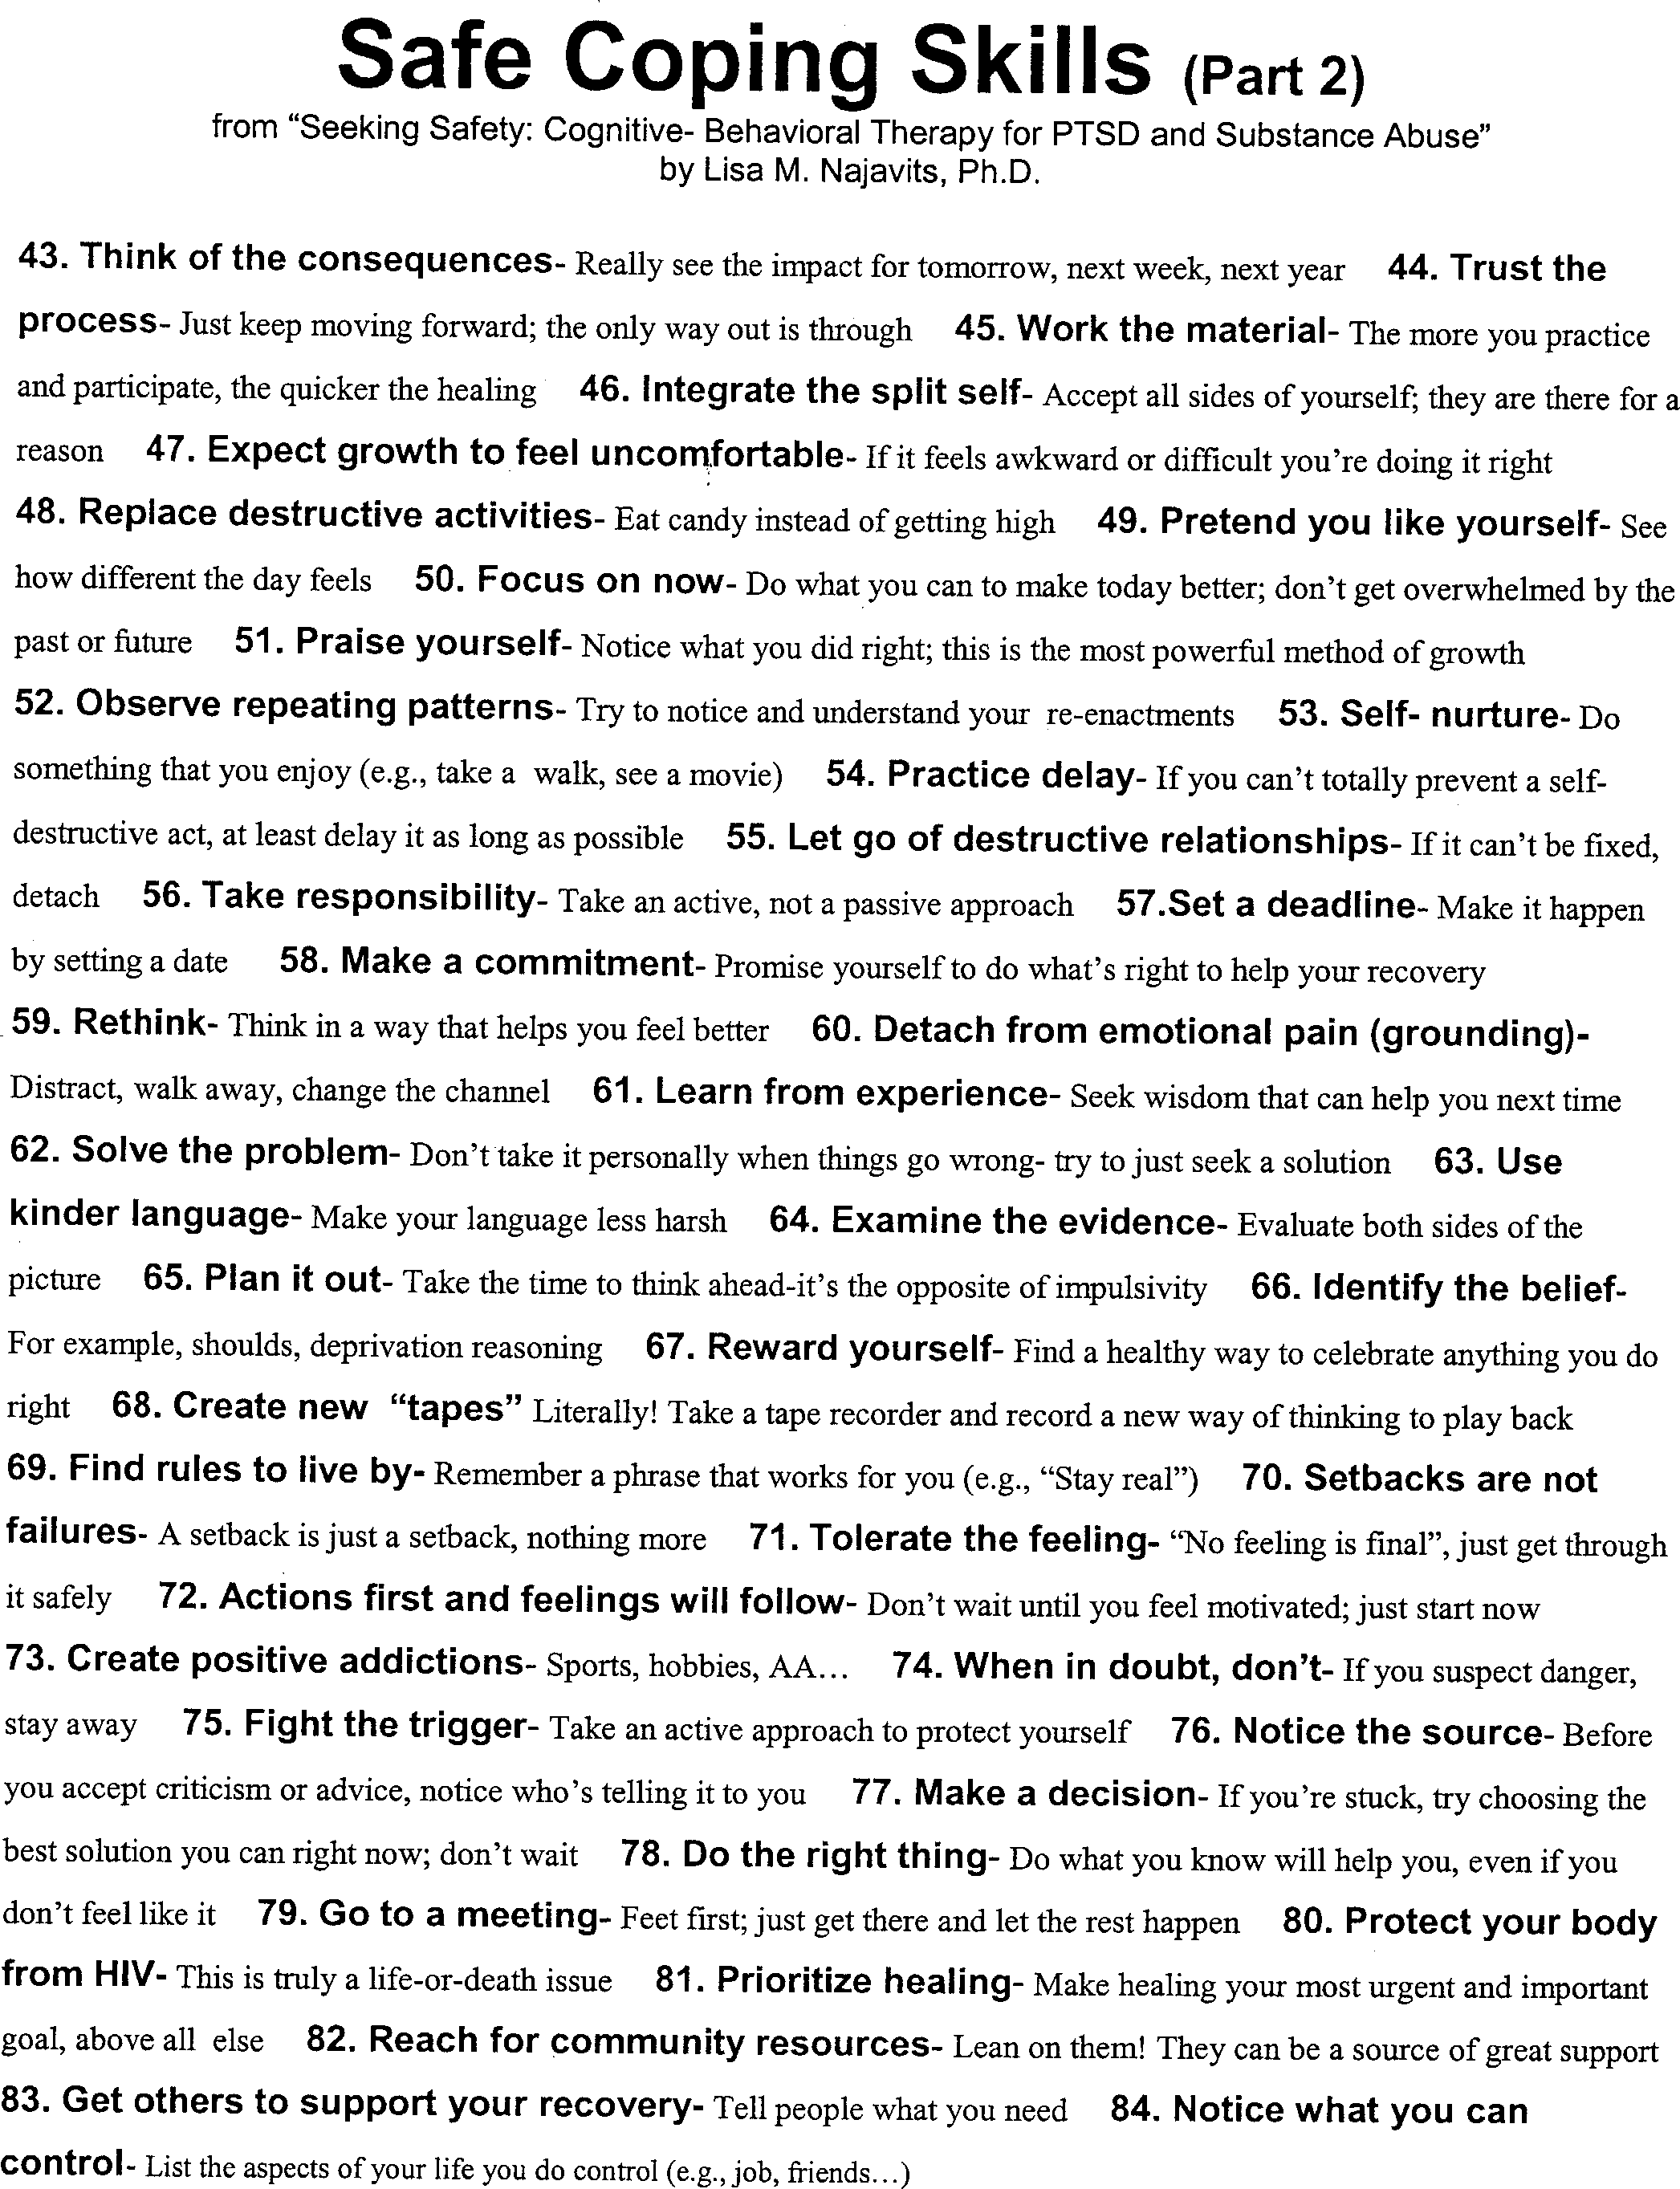 Safe Coping Skills (Part 2)
from “Seeking Safety: Cognitive- Behavioral Therapy for PTSD and Substance Abuse”
by Lisa M. Najavits, Ph.D.
43. Think of the consequences- Really see the impact for tomorrow, next week, next year 44. Trust the
process- Just keep moving forward; the only way out is through 45. Work the material- The more you practice
and participate, the quicker the healing 46. Integrate the split self- Accept all sides of yourself; they are there for a
reason 47. Expect growth to feel uncomfortable- If it feels awkward or difficult you’re doing it right
48. Replace destructive activities- Eat candy instead of getting high 49. Pretend you like yourself- See
how different the day feels 50. Focus on now- Do what you can to make today better; don’t get overwhelmed by the
past or future 51. Praise yourself- Notice what you did right; this is the most powerful method of growth
52. Observe repeating patterns- Try to notice and understand your re-enactments 53. Self- nurture- Do
something that you enjoy (e.g., take a walk, see a movie) 54. Practice delay- If you can’t totally prevent a self-
destructive act, at least delay it as long as possible 55. Let go of destructive relationships- If it can’t be fixed,
detach 56. Take responsibility- Take an active, not a passive approach 57.Set a deadline- Make it happen
by setting a date 58. Make a commitment- Promise yourself to do what’s right to help your recovery
59. Rethink- Think in a way that helps you feel better 60. Detach from emotional pain (grounding)-
Distract, walk away, change the channel 61. Learn from experience- Seek wisdom that can help you next time
62. Solve the problem- Don’t take it personally when things go wrong- try to just seek a solution 63. Use
kinder language- Make your language less harsh 64. Examine the evidence- Evaluate both sides of the
picture 65. Plan it out- Take the time to think ahead-it’s the opposite of impulsivity 66. Identify the belief-
For example, shoulds, deprivation reasoning 67. Reward yourself- Find a healthy way to celebrate anything you do
right 68. Create new “tapes” Literally! Take a tape recorder and record a new way of thinking to play back
69. Find rules to live by- Remember a phrase that works for you (e.g., “Stay real”) 70. Setbacks are not
failures- A setback is just a setback, nothing more 71. Tolerate the feeling- “No feeling is final”, just get through
it safely 72. Actions first and feelings will follow- Don’t wait until you feel motivated; just start now
73. Create positive addictions- Sports, hobbies, AA… 74. When in doubt, don’t- If you suspect danger,
stay away 75. Fight the trigger- Take an active approach to protect yourself 76. Notice the source- Before
you accept criticism or advice, notice who’s telling it to you 77. Make a decision- If you’re stuck, try choosing the
best solution you can right now; don’t wait 78. Do the right thing- Do what you know will help you, even if you
don’t feel like it 79. Go to a meeting- Feet first; just get there and let the rest happen 80. Protect your body
from HIV- This is truly a life-or-death issue 81. Prioritize healing- Make healing your most urgent and important
goal, above all else 82. Reach for community resources- Lean on them! They can be a source of great support
83. Get others to support your recovery- Tell people what you need 84. Notice what you can
control- List the aspects of your life you do control (e.g., job, friends…)